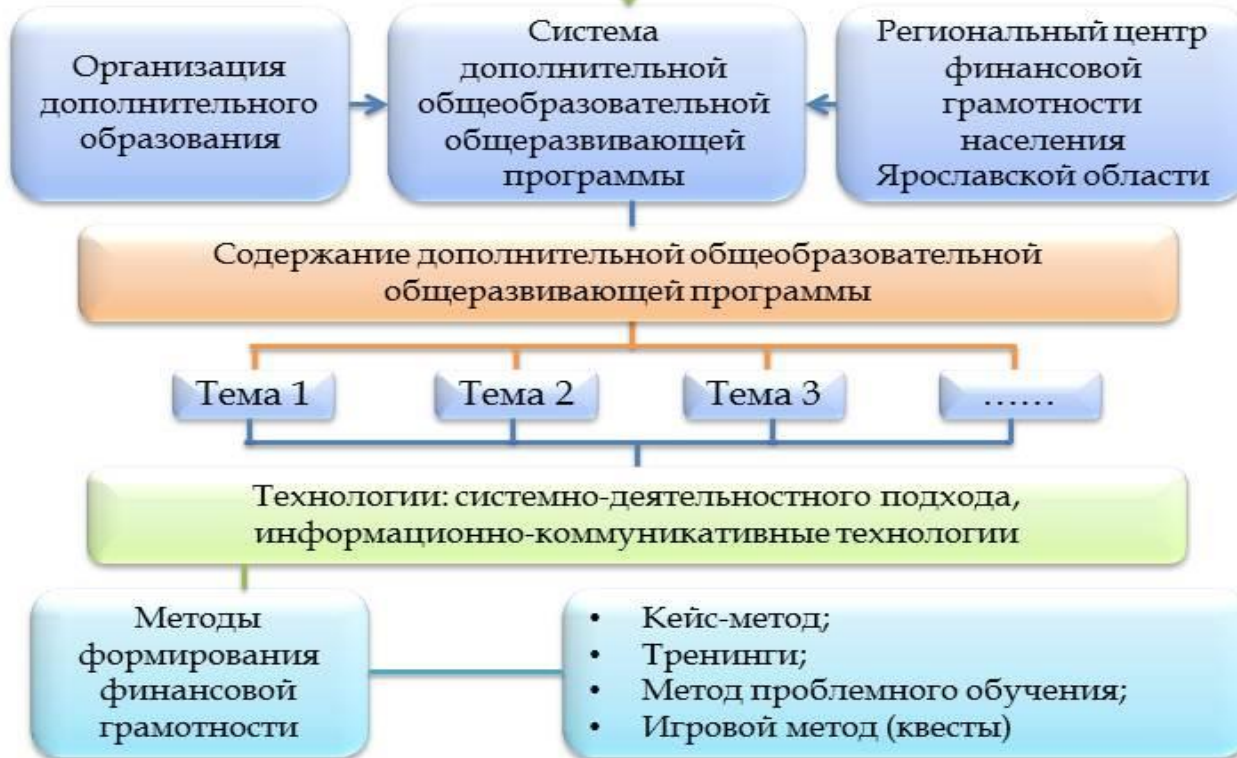 Организация
дополнительного
образования
Система
дополнительной
общеобразовательной
общеразвивающей
программы
Региональный центр
финансовой
грамотности
населения
Ярославской области
Содержание дополнительной общеобразовательной
общеразвивающей программы
Тема 1
Тема 2
Тема 3
……
Технологии: системно-деятельностного подхода,
информационно-коммуникативные технологии
Методы
формирования
финансовой
грамотности
• Кейс-метод;
• Тренинги;
• Метод проблемного обучения;
• Игровой метод (квесты)